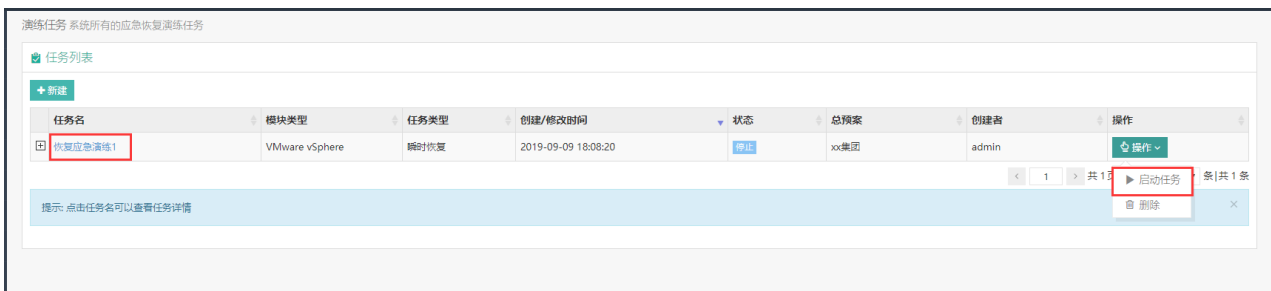 演练任务 系统所有的应急恢复演练任务
任务列表
新建
任务名 模块类型 任务类型 创建/修改时间 状态 总预案 创建者 操作
恢复应急演练1 VMware vSphere 瞬时恢复 2019-09-09 18:08:20 停止 xx集团 admin 操作
1 共 1 条|共 1 条
启动任务
提示: 点击任务名可以查看任务详情
删除